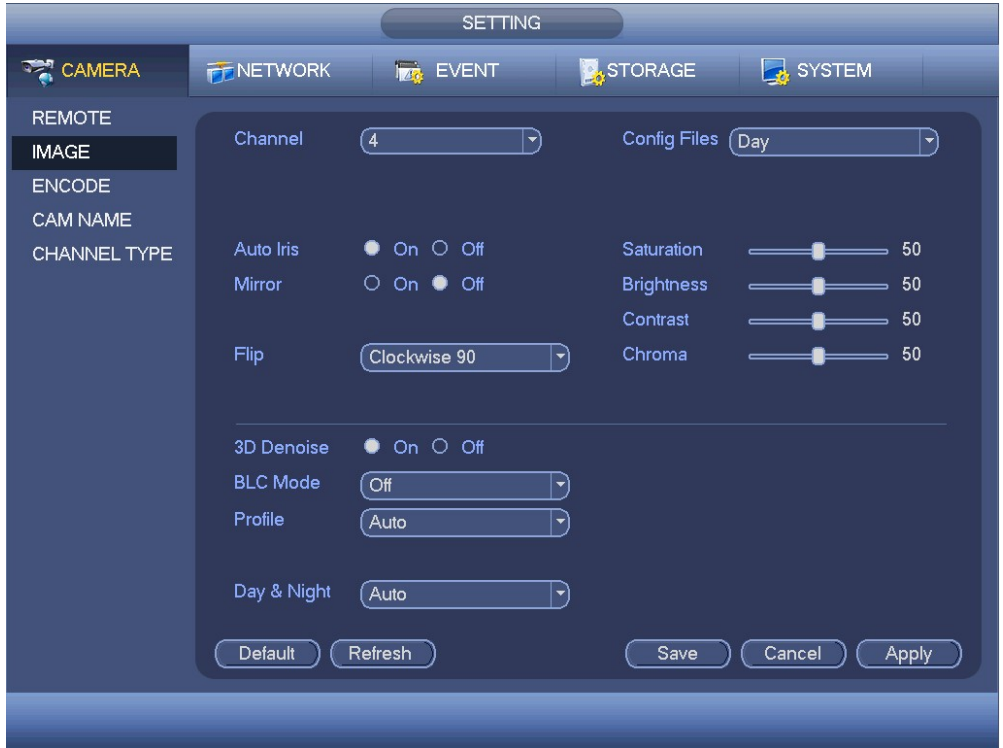 SETTING
CAMERA NETWORK EVENT STORAGE SYSTEM
REMOTE
IMAGE
ENCODE
CAM NAME
CHANNEL TYPE
Channel 4 Config Files Day
Auto Iris On Off Saturation 50
Mirror On Off Brightness 50
Contrast 50
Flip Clockwise 90 Chroma 50
3D Denoise On Off
BLC Mode Off
Profile Auto
Day & Night Auto
Default Refresh Save Cancel Apply